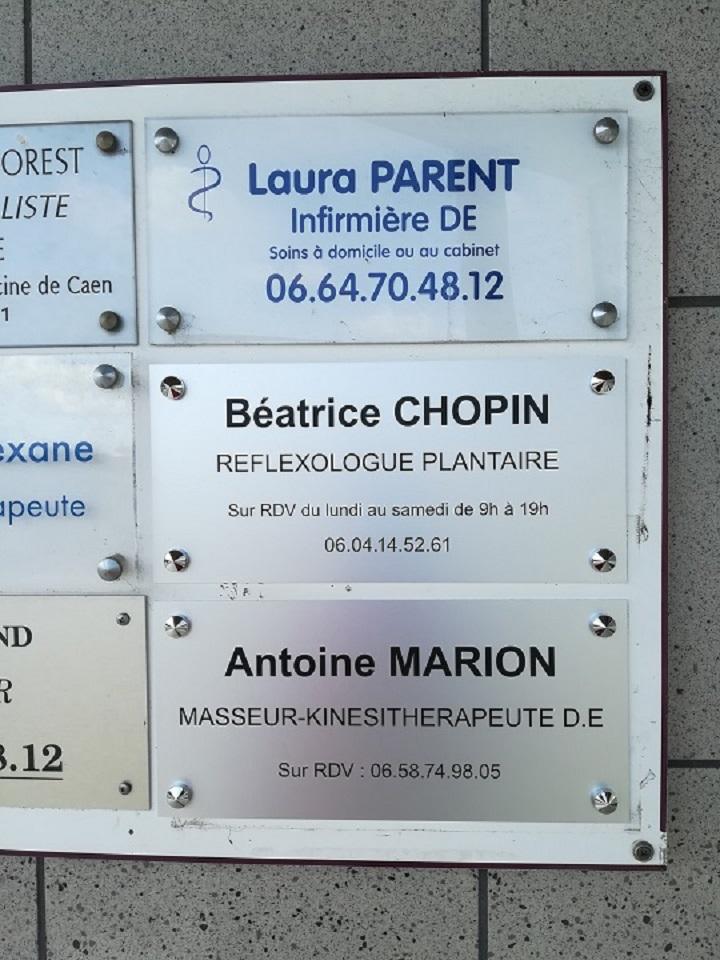 OREST
LISTE
E
cine de Caen
1
Laura PARENT
Infirmière DE
Soins à domicile ou au cabinet
06.64.70.48.12
exane
apeute
Béatrice CHOPIN
REFLEXOLOGUE PLANTAIRE
Sur RDV du lundi au samedi de 9h à 19h
06.04.14.52.61
ND
R
3.12
Antoine MARION
MASSEUR-KINESITHERAPEUTE D.E
Sur RDV : 06.58.74.98.05